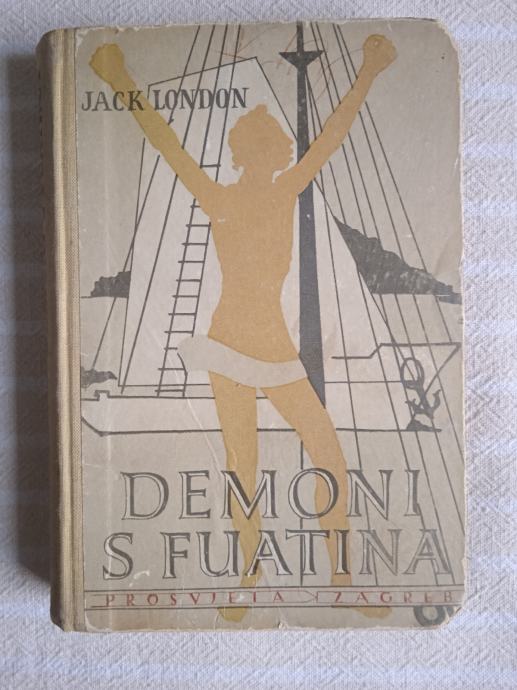 JACK LONDON
DEMONI
S FUATINA
PROSVJETA ZAGREB